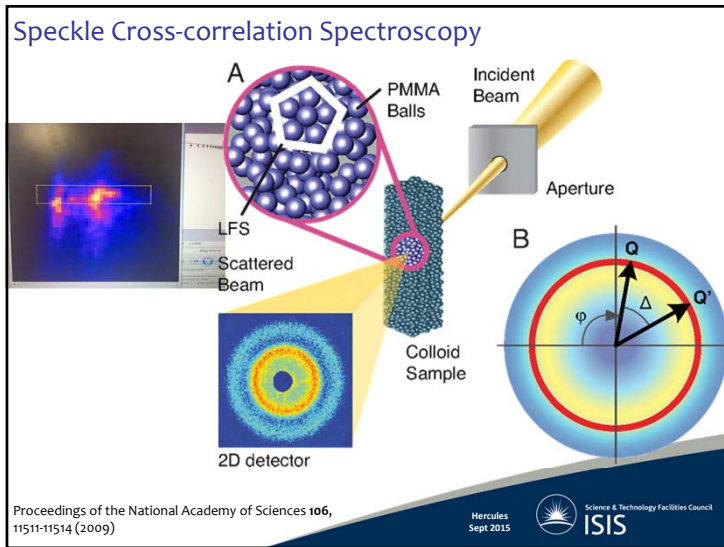 Speckle Cross-correlation Spectroscopy
A
PMMA
Balls
Incident
Beam
Aperture
LFS
Scattered
Beam
B
Q
Q'
Δ
φ
Colloid
Sample
2D detector
Proceedings of the National Academy of Sciences 106,
11511-11514 (2009)
Hercules
Sept 2015
Science & Technology Facilities Council
ISIS